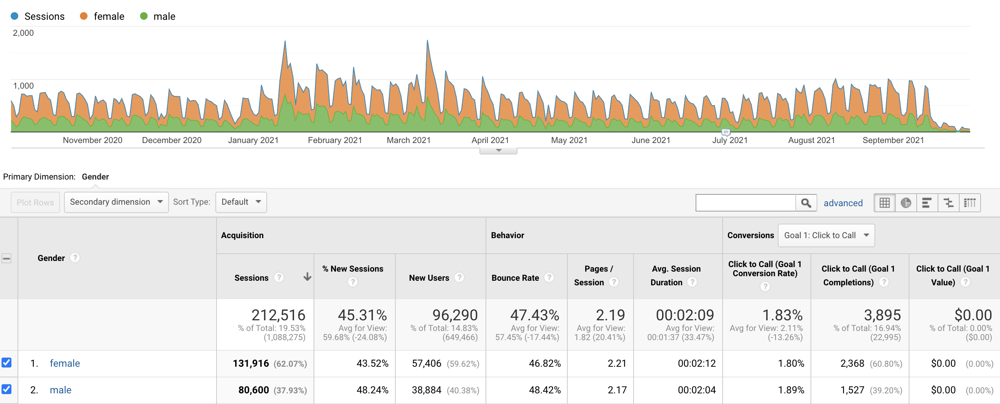 Sessions female male
2,000
1,000
November 2020 December 2020 January 2021 February 2021 March 2021 April 2021 May 2021 June 2021 July 2021 August 2021 September 2021
Primary Dimension: Gender
Plot Rows Secondary dimension Sort Type: Default advanced
Acquisition Behavior Conversions Goal 1: Click to Call
Gender ?
Sessions ?
% New Sessions
?
New Users ?
Bounce Rate ?
Pages /
Session ?
Avg. Session
Duration ?
Click to Call (Goal 1
Conversion Rate)
?
Click to Call (Goal 1
Completions) ?
Click to Call (Goal 1
Value) ?
212,516
% of Total: 19.53%
(1,088,275)
45.31%
Avg for View:
59.68% (-24.08%)
96,290
% of Total: 14.83%
(649,466)
47.43%
Avg for View:
57.45% (-17.44%)
2.19
Avg for View:
1.82 (20.41%)
00:02:09
Avg for View:
00:01:37 (33.47%)
1.83%
Avg for View: 2.11%
(-13.26%)
3,895
% of Total: 16.94%
(22,995)
$0.00
% of Total: 0.00%
($0.00)
1. female 131,916 (62.07%) 43.52% 57,406 (59.62%) 46.82% 2.21 00:02:12 1.80% 2,368 (60.80%) $0.00 (0.00%)
2. male 80,600 (37.93%) 48.24% 38,884 (40.38%) 48.42% 2.17 00:02:04 1.89% 1,527 (39.20%) $0.00 (0.00%)